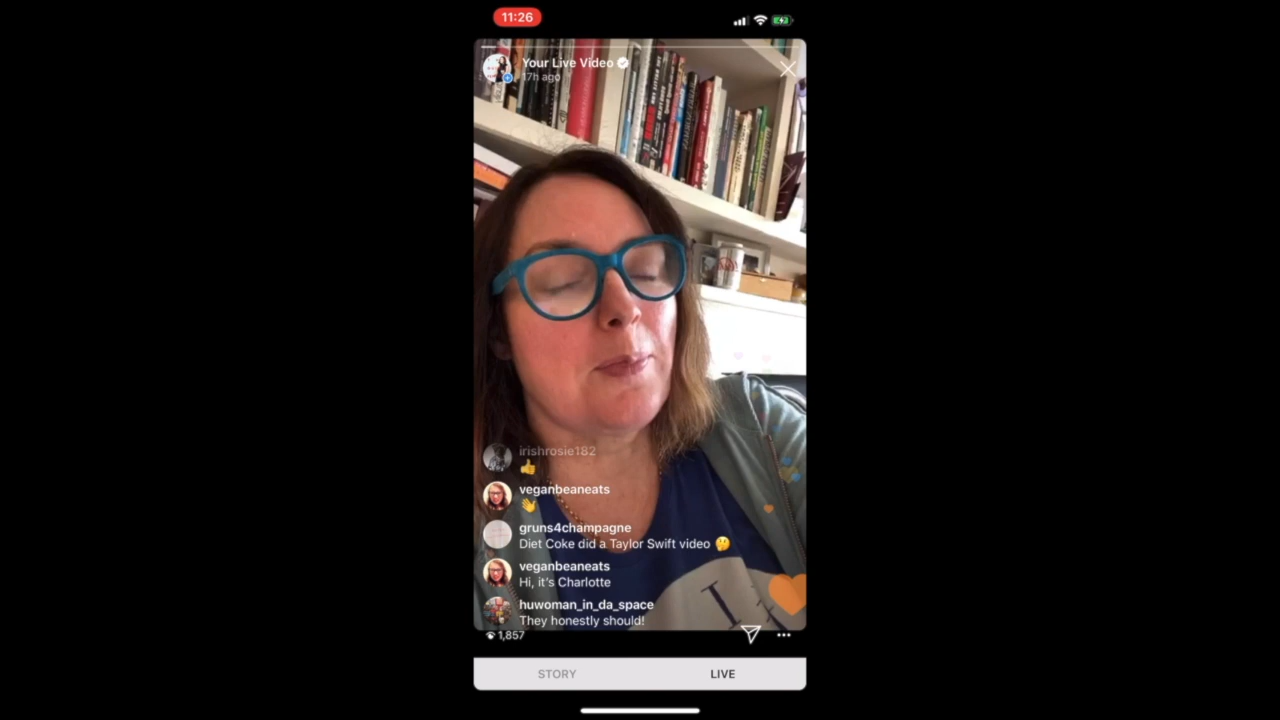 11:26
Your Live Video
17h ago
irishrosie182
👍
veganbeaneats
👋
gruns4champagne
Diet Coke did a Taylor Swift video 🤔
veganbeaneats
Hi, it's Charlotte
huwoman_in_da_space
They honestly should!
1,857
STORY
LIVE